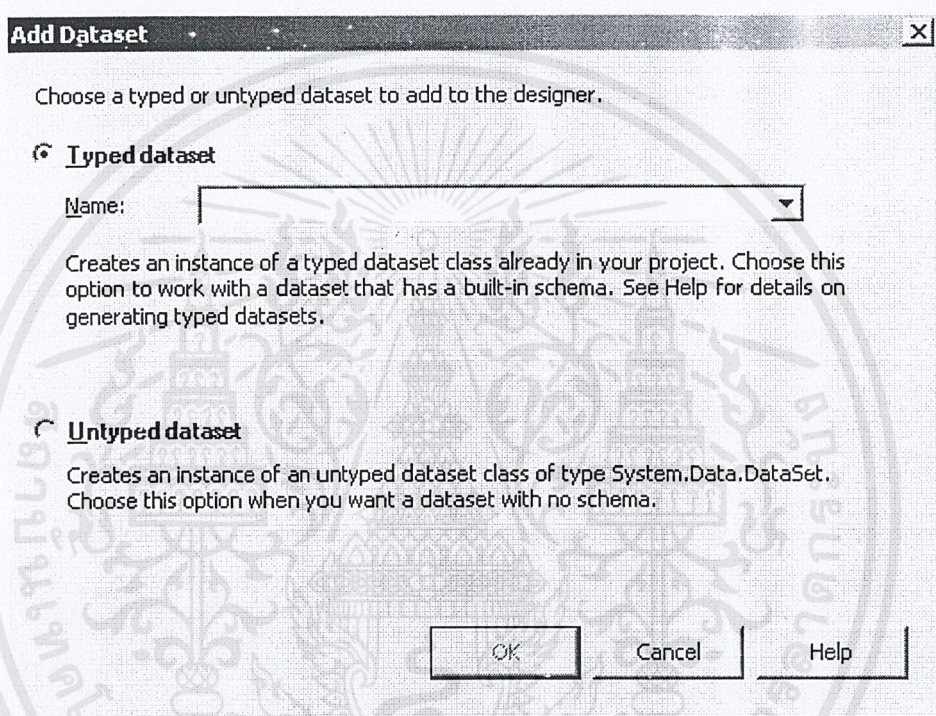 Add Dataset
Choose a typed or untyped dataset to add to the designer.
Typed dataset
Name:
Creates an instance of a typed dataset class already in your project. Choose this
option to work with a dataset that has a built-in schema. See Help for details on
generating typed datasets.
Untyped dataset
Creates an instance of an untyped dataset class of type System.Data.DataSet.
Choose this option when you want a dataset with no schema.
OK
Cancel
Help